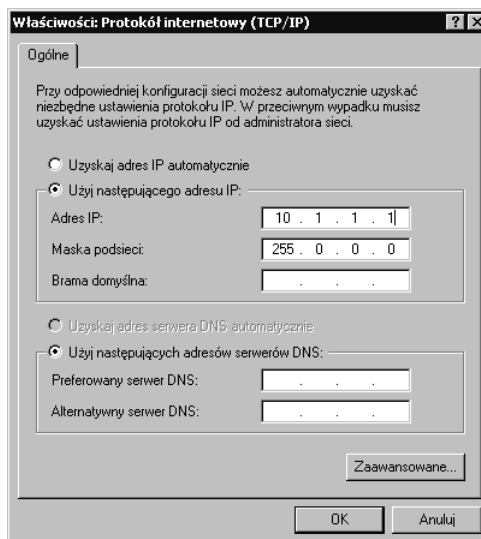 Właściwości: Protokół internetowy (TCP/IP)
Ogólne
Przy odpowiedniej konfiguracji sieci możesz automatycznie uzyskać
niezbędne ustawienia protokołu IP. W przeciwnym wypadku musisz
uzyskać ustawienia protokołu IP od administratora sieci.
Uzyskaj adres IP automatycznie
Użyj następującego adresu IP:
Adres IP: 10 . 1 . 1 . 1
Maska podsieci: 255 . 0 . 0 . 0
Brama domyślna: . . .
Uzyskaj adres serwera DNS automatycznie
Użyj następujących adresów serwerów DNS:
Preferowany serwer DNS: . . .
Alternatywny serwer DNS: . . .
Zaawansowane...
OK Anuluj